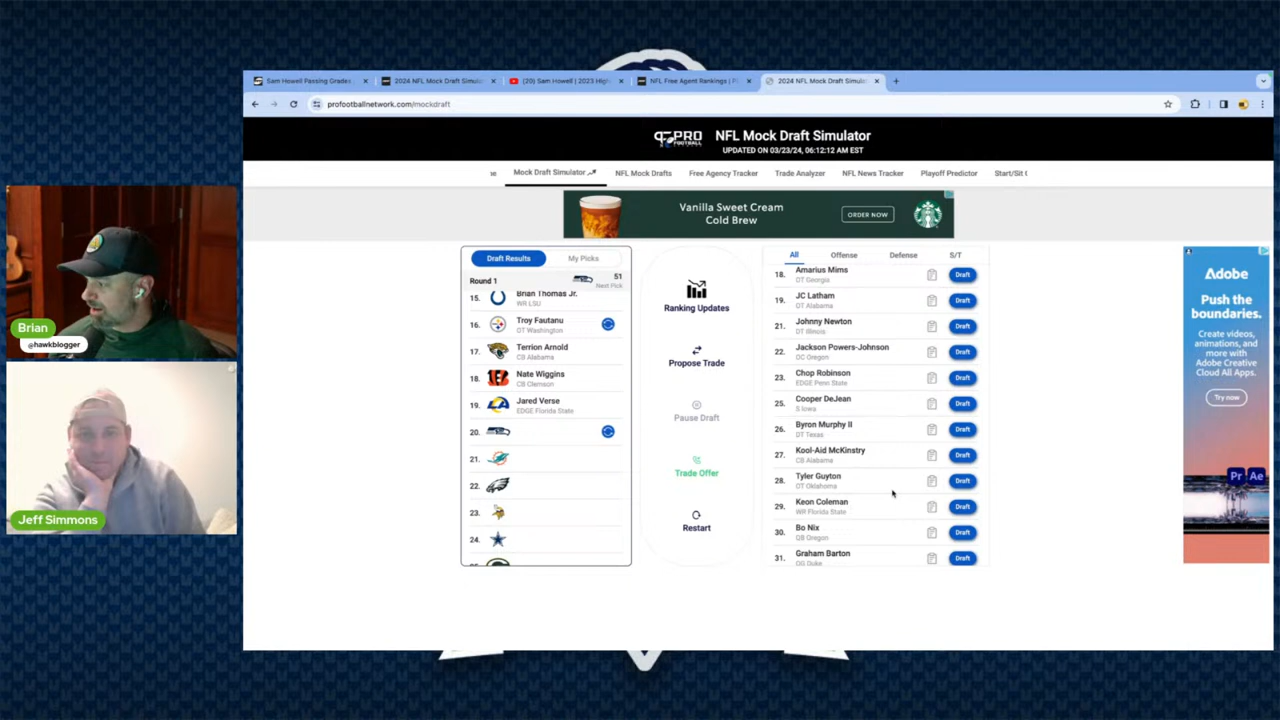 Sam Howell Passing Grades
2024 NFL Mock Draft Simula
(20) Sam Howell | 2023 High
NFL Free Agent Rankings |
2024 NFL Mock Draft Simula
profootballnetwork.com/mockdraft
PRO
FOOTBALL
NFL Mock Draft Simulator
UPDATED ON 03/23/24, 06:12:12 AM EST
Mock Draft Simulator
NFL Mock Drafts
Free Agency Tracker
Trade Analyzer
NFL News Tracker
Playoff Predictor
Start/Sit
Vanilla Sweet Cream
Cold Brew
ORDER NOW
Draft Results
My Picks
Round 1
51
Next Pick
15. Brian Thomas Jr.
WR LSU
16. Troy Fautanu
OT Washington
17. Terrion Arnold
CB Alabama
18. Nate Wiggins
CB Clemson
19. Jared Verse
EDGE Florida State
20.
21.
22.
23.
24.
Ranking Updates
Propose Trade
Pause Draft
Trade Offer
Restart
All Offense Defense S/T
18. Amarius Mims Draft
OT Georgia
19. JC Latham Draft
OT Alabama
21. Johnny Newton Draft
DT Illinois
22. Jackson Powers-Johnson Draft
OC Oregon
23. Chop Robinson Draft
EDGE Penn State
25. Cooper DeJean Draft
S Iowa
26. Byron Murphy II Draft
DT Texas
27. Kool-Aid McKinstry Draft
CB Alabama
28. Tyler Guyton Draft
OT Oklahoma
29. Keon Coleman Draft
WR Florida State
30. Bo Nix Draft
QB Oregon
31. Graham Barton Draft
OG Duke
Adobe
Push the
boundaries.
Create videos,
animations, and
more with
Adobe Creative
Cloud All Apps.
Try now
Pr Ae
Brian
@hawkblogger
Jeff Simmons